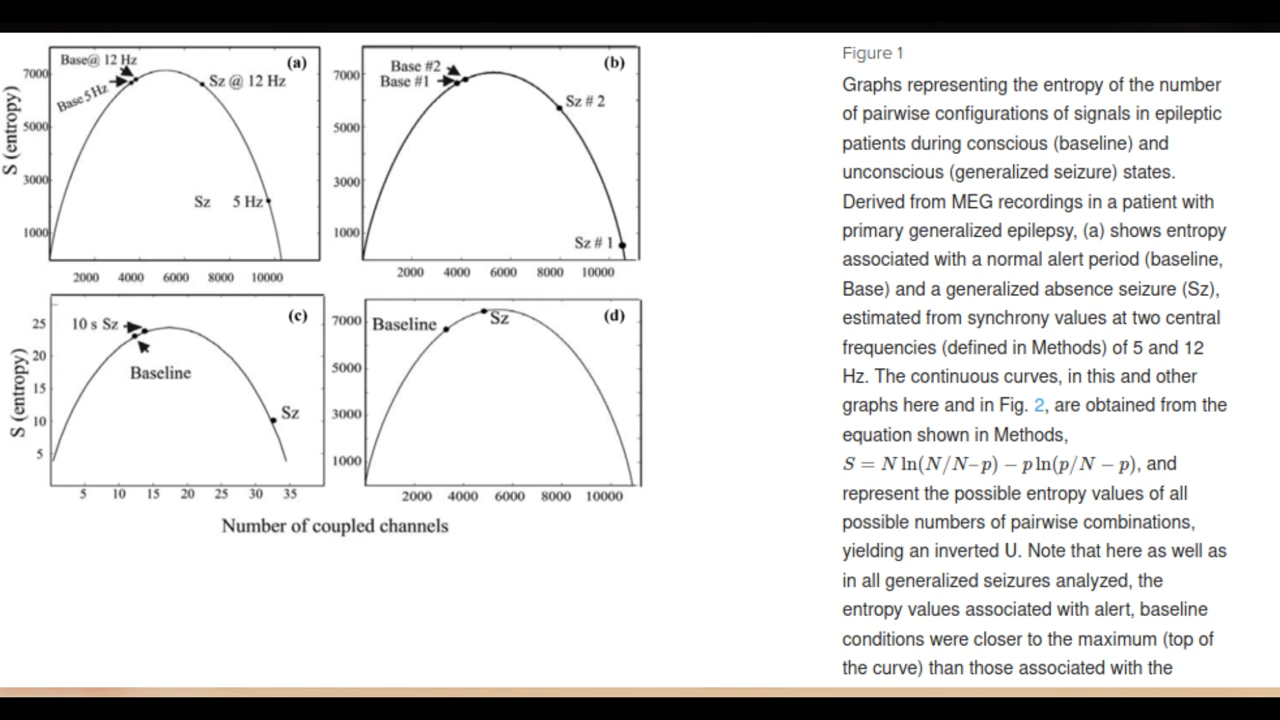 Base@ 12 Hz
(a)
7000
Sz @ 12 Hz
Base 5 Hz
5000
S (entropy)
3000
Sz 5 Hz
1000
2000 4000 6000 8000 10000
(b)
Base #2
7000
Base #1
Sz # 2
5000
3000
1000
Sz # 1
2000 4000 6000 8000 10000
(c)
25
10 s Sz
20
Baseline
15
S (entropy)
Sz
10
5
5 10 15 20 25 30 35
(d)
7000
Baseline
Sz
5000
3000
1000
2000 4000 6000 8000 10000
Number of coupled channels
Figure 1
Graphs representing the entropy of the number
of pairwise configurations of signals in epileptic
patients during conscious (baseline) and
unconscious (generalized seizure) states.
Derived from MEG recordings in a patient with
primary generalized epilepsy, (a) shows entropy
associated with a normal alert period (baseline,
Base) and a generalized absence seizure (Sz),
estimated from synchrony values at two central
frequencies (defined in Methods) of 5 and 12
Hz. The continuous curves, in this and other
graphs here and in Fig. 2, are obtained from the
equation shown in Methods,
S = N ln(N/N−p) − p ln(p/N − p), and
represent the possible entropy values of all
possible numbers of pairwise combinations,
yielding an inverted U. Note that here as well as
in all generalized seizures analyzed, the
entropy values associated with alert, baseline
conditions were closer to the maximum (top of
the curve) than those associated with the